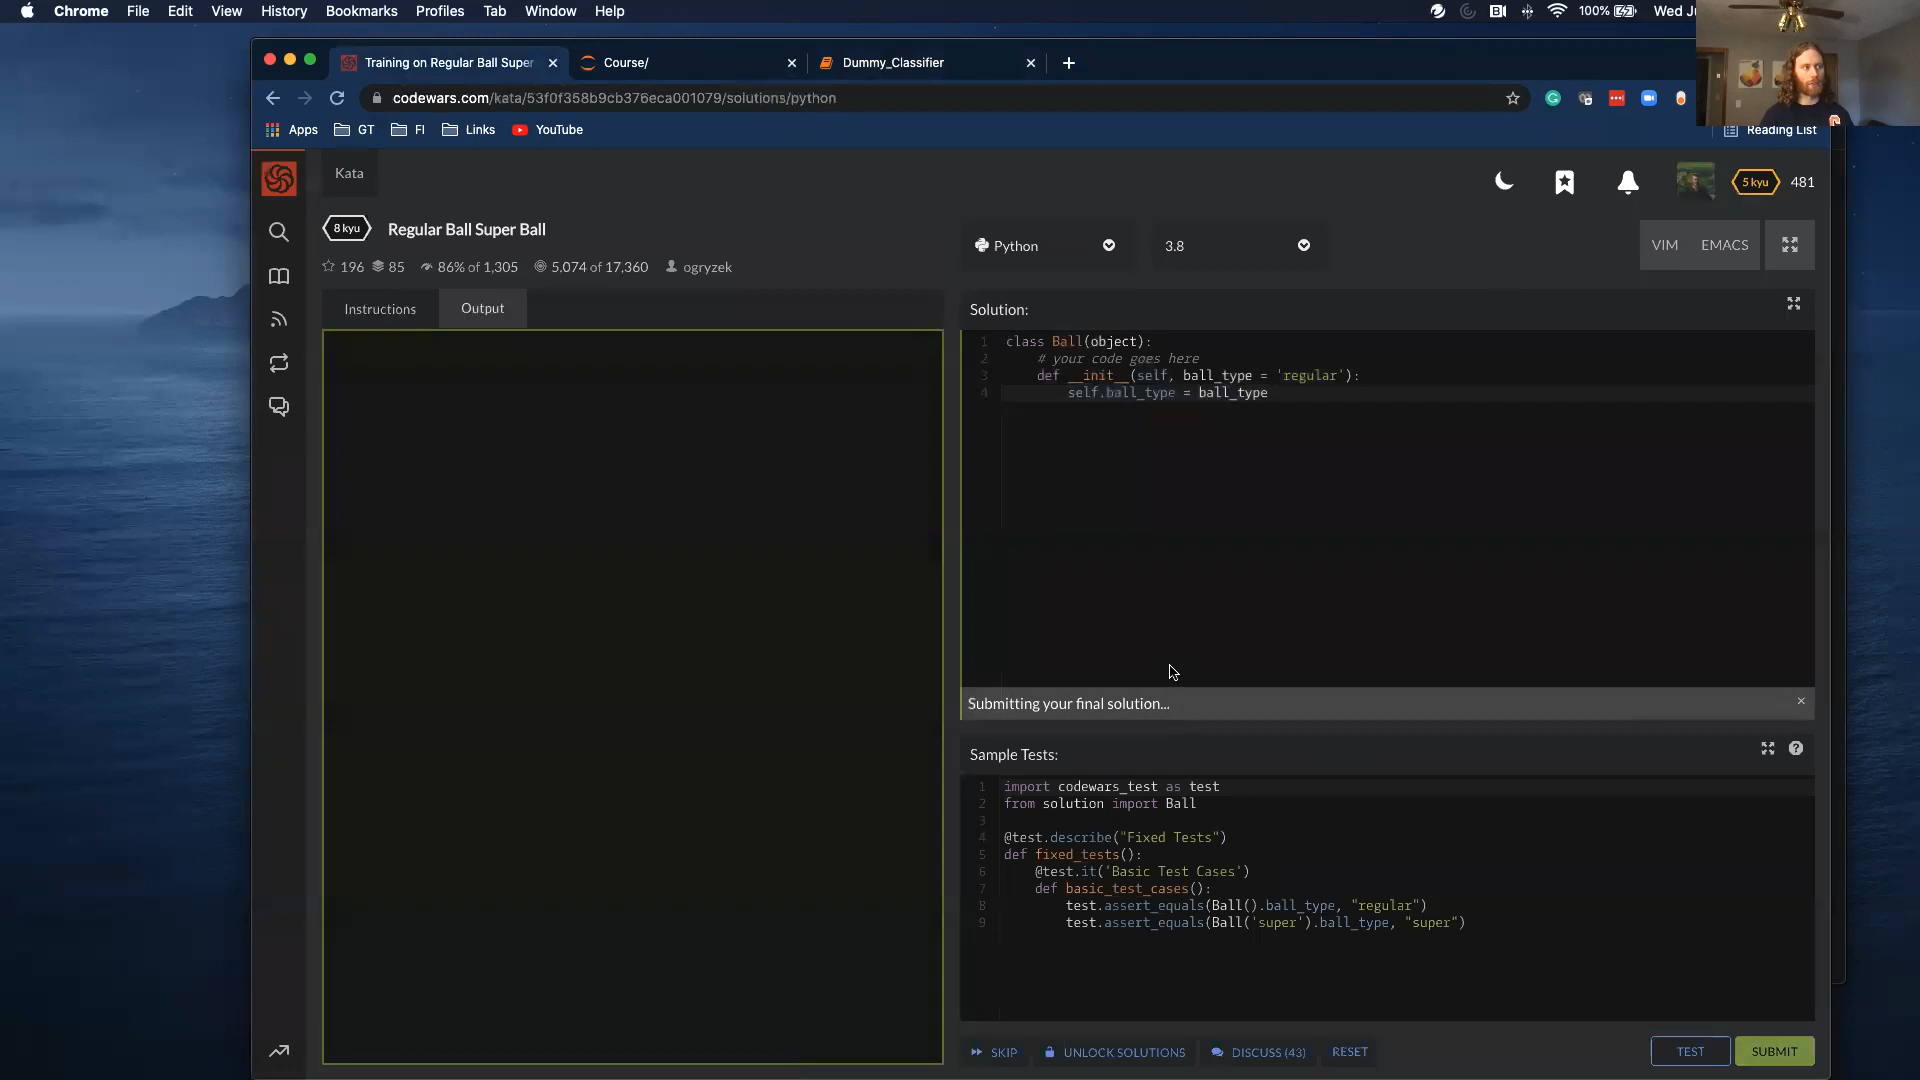 Chrome File Edit View History Bookmarks Profiles Tab Window Help
100% Wed Ju
Training on Regular Ball Super
Course/
Dummy_Classifier
codewars.com/kata/53f0f358b9cb376eca001079/solutions/python
Apps GT FI Links YouTube
Reading List
Kata
5 kyu 481
8 kyu Regular Ball Super Ball
196 85 86% of 1,305 5,074 of 17,360 ogryzek
Python 3.8
VIM EMACS
Instructions Output
Solution:
1 class Ball(object):
2 # your code goes here
3 def __init__(self, ball_type = 'regular'):
4 self.ball_type = ball_type
Submitting your final solution...
Sample Tests:
1 import codewars_test as test
2 from solution import Ball
3
4 @test.describe("Fixed Tests")
5 def fixed_tests():
6 @test.it('Basic Test Cases')
7 def basic_test_cases():
8 test.assert_equals(Ball().ball_type, "regular")
9 test.assert_equals(Ball('super').ball_type, "super")
SKIP UNLOCK SOLUTIONS DISCUSS (43) RESET
TEST SUBMIT